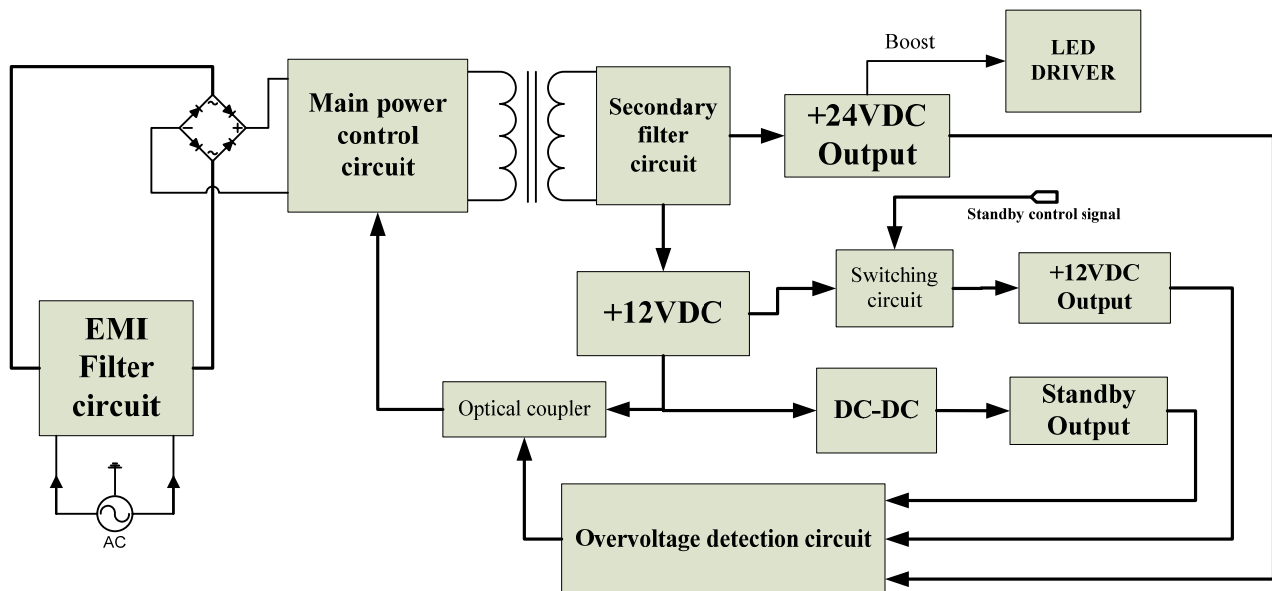 Boost
LED
DRIVER
Main power
control
circuit
Secondary
filter
circuit
+24VDC
Output
~
−
+
~
Standby control signal
Switching
circuit
+12VDC
Output
+12VDC
EMI
Filter
circuit
Optical coupler
DC-DC
Standby
Output
Overvoltage detection circuit
AC